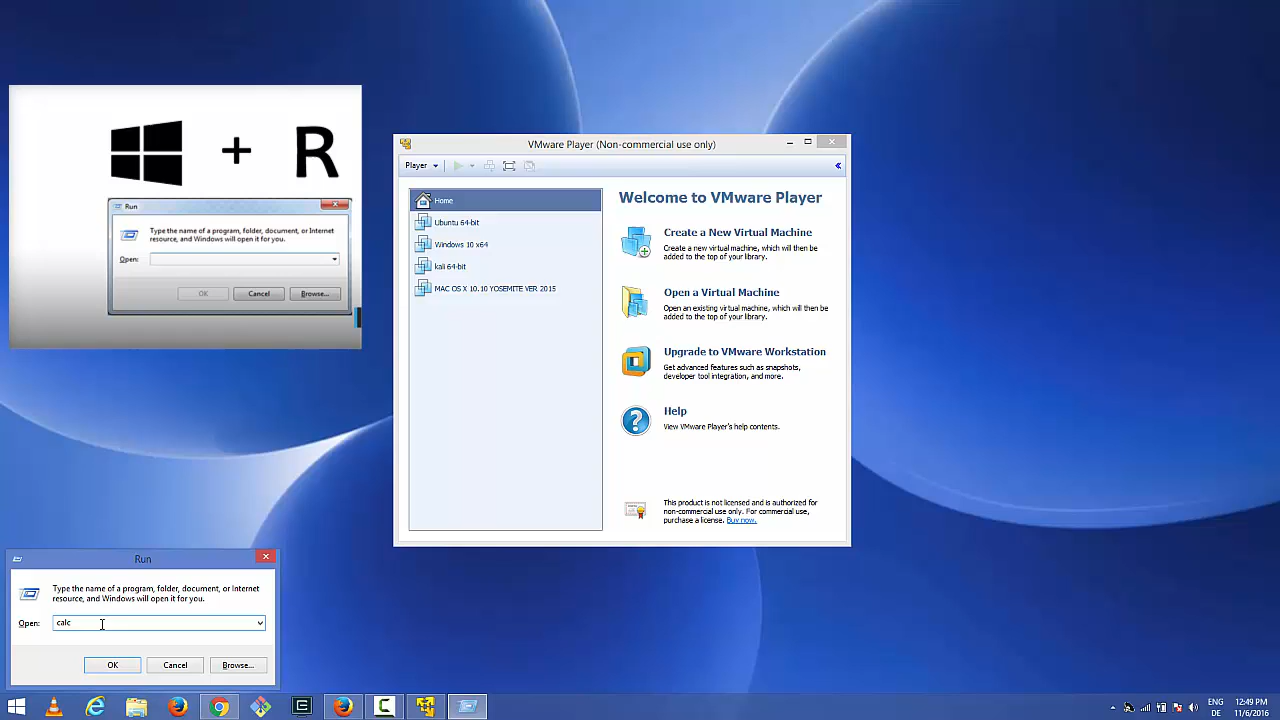 + R
Run
Type the name of a program, folder, document, or Internet
resource, and Windows will open it for you.
Open:
OK
Cancel
Browse...
VMware Player (Non-commercial use only)
Player
Home
Ubuntu 64-bit
Windows 10 x64
kali 64-bit
MAC OS X 10.10 YOSEMITE VER 2015
Welcome to VMware Player
Create a New Virtual Machine
Create a new virtual machine, which will then be
added to the top of your library.
Open a Virtual Machine
Open an existing virtual machine, which will then be
added to the top of your library.
Upgrade to VMware Workstation
Get advanced features such as snapshots,
developer tool integration, and more.
Help
View VMware Player's help contents.
This product is not licensed and is authorized for
non-commercial use only. For commercial use,
purchase a license. Buy now.
Run
Type the name of a program, folder, document, or Internet
resource, and Windows will open it for you.
Open: calc
OK
Cancel
Browse...
ENG
DE
12:49 PM
11/6/2016